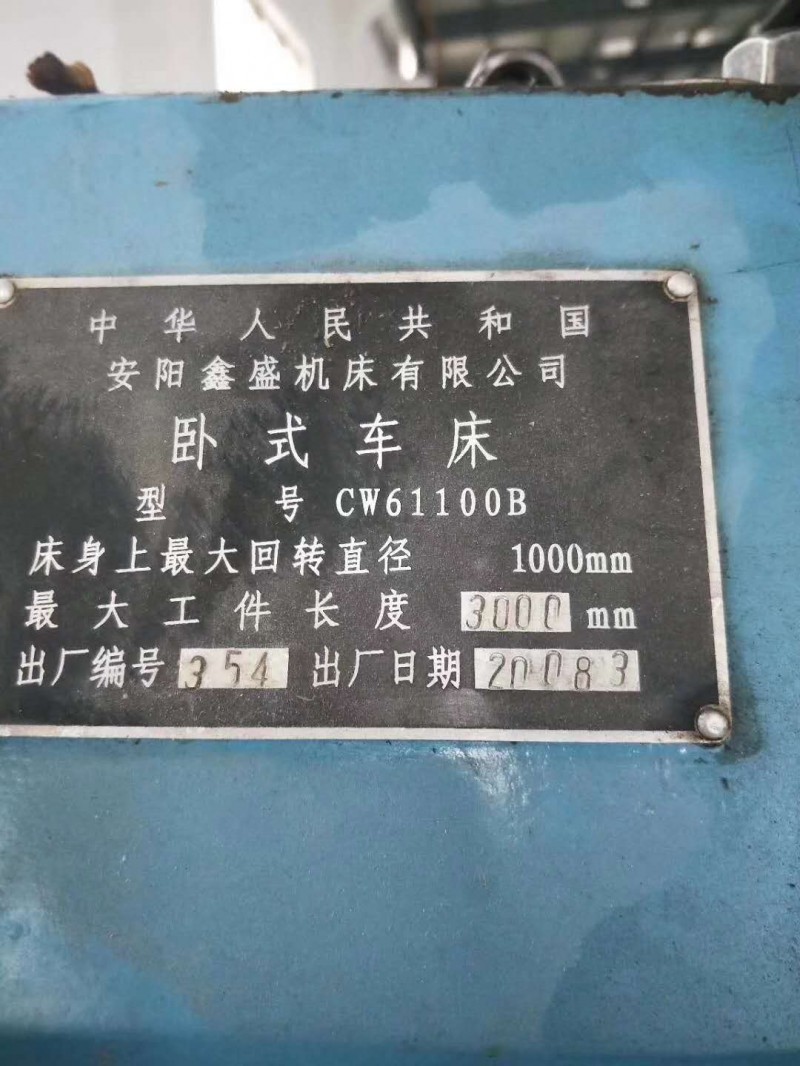 中华人民共和国
安阳鑫盛机床有限公司
卧式车床
型 号 CW61100B
床身上最大回转直径 1000mm
最大工件长度 3000 mm
出厂编号 354 出厂日期 20083